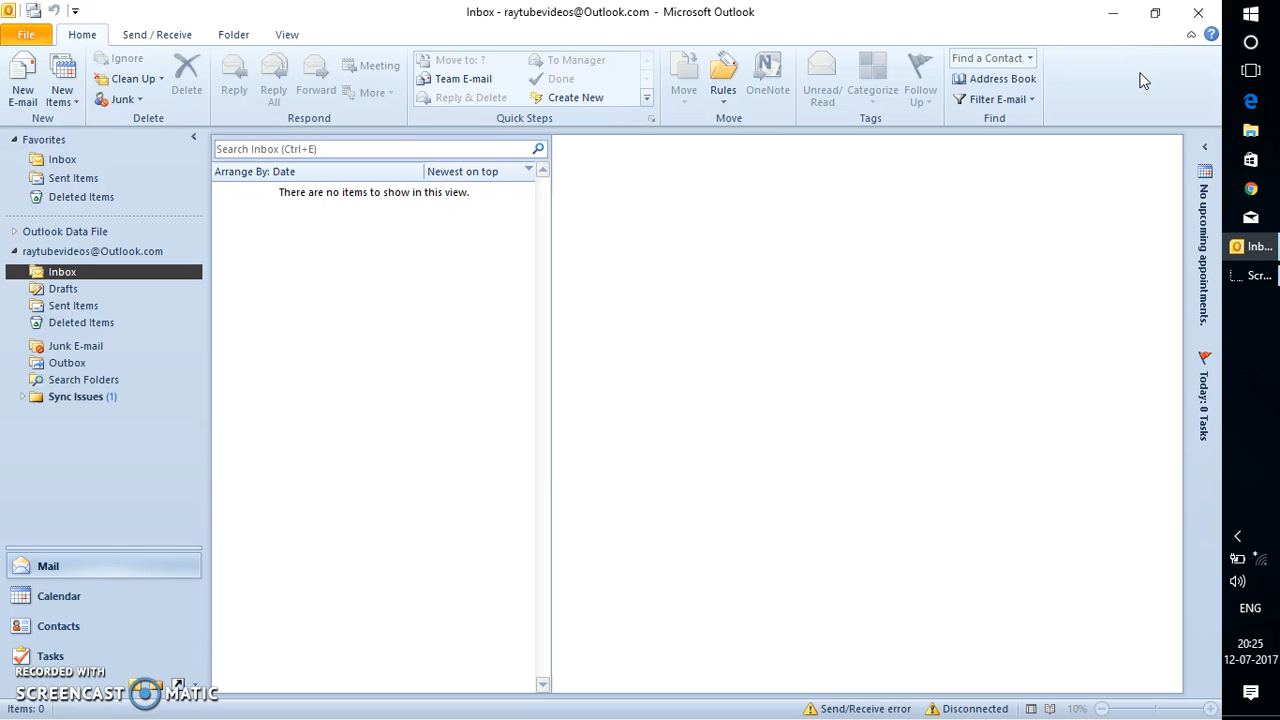 Inbox - raytubevideos@Outlook.com - Microsoft Outlook
File Home Send / Receive Folder View
New E-mail
New Items
Ignore
Clean Up
Junk
Delete
Reply
Reply All
Forward
Meeting
More
Move to: ?
Team E-mail
Reply & Delete
To Manager
Done
Create New
Move
Rules
OneNote
Unread/ Read
Categorize
Follow Up
Find a Contact
Address Book
Filter E-mail
New Delete Respond Quick Steps Move Tags Find
Favorites
Inbox
Sent Items
Deleted Items
Outlook Data File
raytubevideos@Outlook.com
Inbox
Drafts
Sent Items
Deleted Items
Junk E-mail
Outbox
Search Folders
Sync Issues (1)
Mail
Calendar
Contacts
Tasks
RECORDED WITH
SCREENCAST MATIC
Items: 0
Search Inbox (Ctrl+E)
Arrange By: Date Newest on top
There are no items to show in this view.
No upcoming appointments.
Today: 0 Tasks
Send/Receive error
Disconnected
10%
Inb...
Scr...
ENG
20:25
12-07-2017